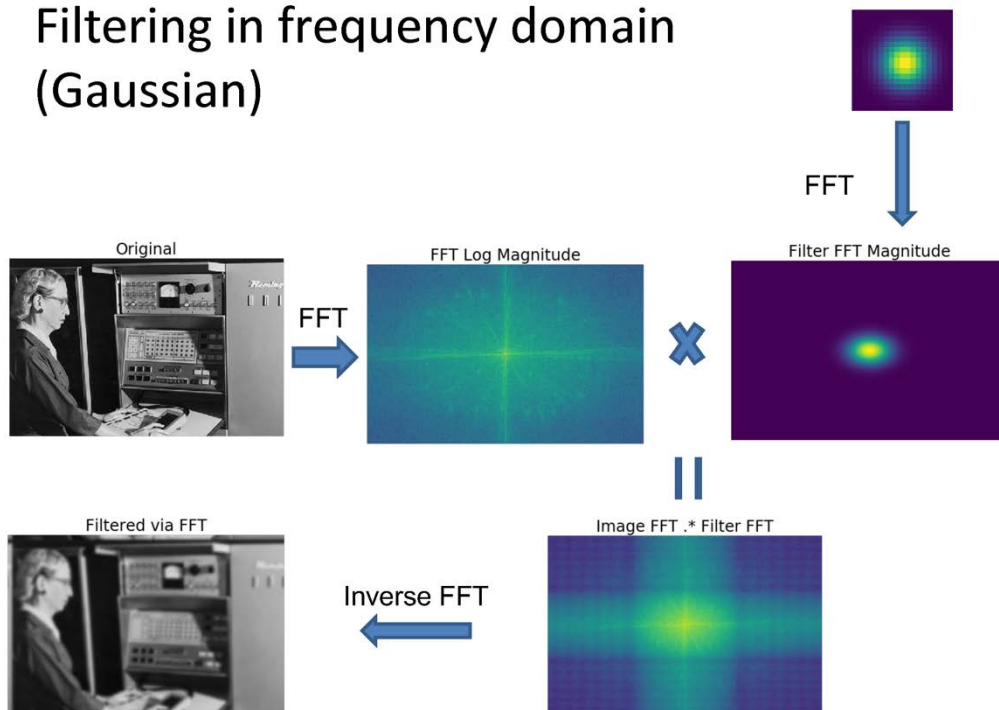 Filtering in frequency domain
(Gaussian)
FFT
Original
FFT Log Magnitude
Filter FFT Magnitude
FFT
Filtered via FFT
Image FFT .* Filter FFT
Inverse FFT